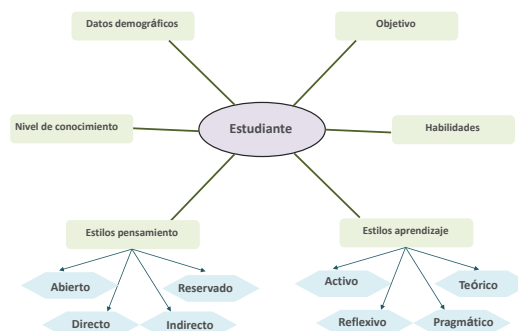 Datos demográficos
Objetivo
Nivel de conocimiento
Estudiante
Habilidades
Estilos pensamiento
Estilos aprendizaje
Abierto
Reservado
Directo
Indirecto
Activo
Teórico
Reflexivo
Pragmático